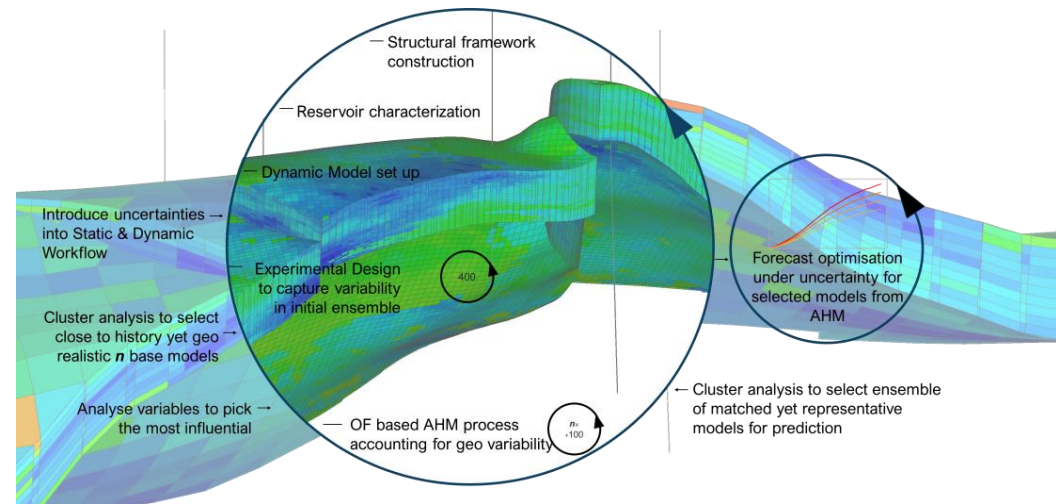 Structural framework
construction
Reservoir characterization
Dynamic Model set up
Introduce uncertainties
into Static & Dynamic
Workflow
Experimental Design
to capture variability
in initial ensemble
400
Cluster analysis to select
close to history yet geo
realistic n base models
Analyse variables to pick
the most influential
OF based AHM process
accounting for geo variability
n×
~100
Cluster analysis to select ensemble
of matched yet representative
models for prediction
Forecast optimisation
under uncertainty for
selected models from
AHM